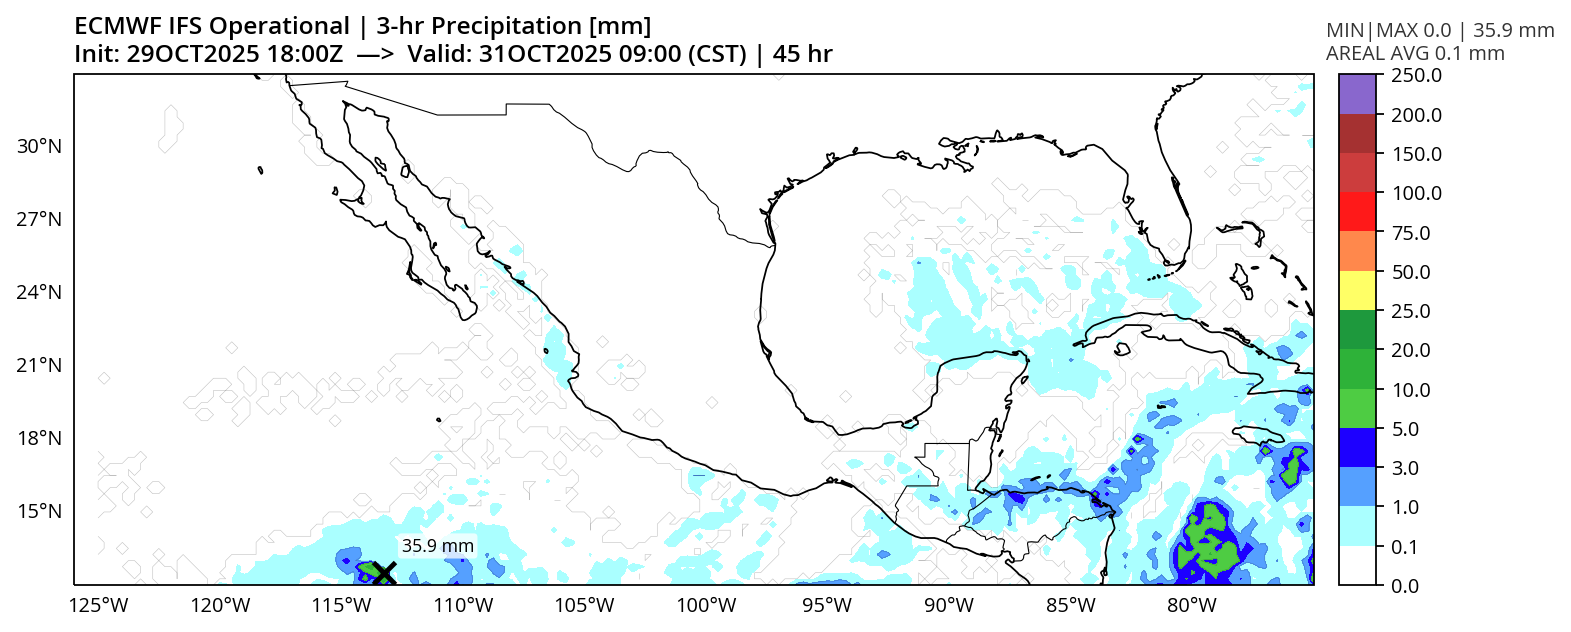 ECMWF IFS Operational | 3-hr Precipitation [mm]
Init: 29OCT2025 18:00Z —> Valid: 31OCT2025 09:00 (CST) | 45 hr
MIN|MAX 0.0 | 35.9 mm
AREAL AVG 0.1 mm
250.0
200.0
150.0
100.0
75.0
50.0
25.0
20.0
10.0
5.0
3.0
1.0
0.1
0.0
30°N
27°N
24°N
21°N
18°N
15°N
35.9 mm
125°W 120°W 115°W 110°W 105°W 100°W 95°W 90°W 85°W 80°W